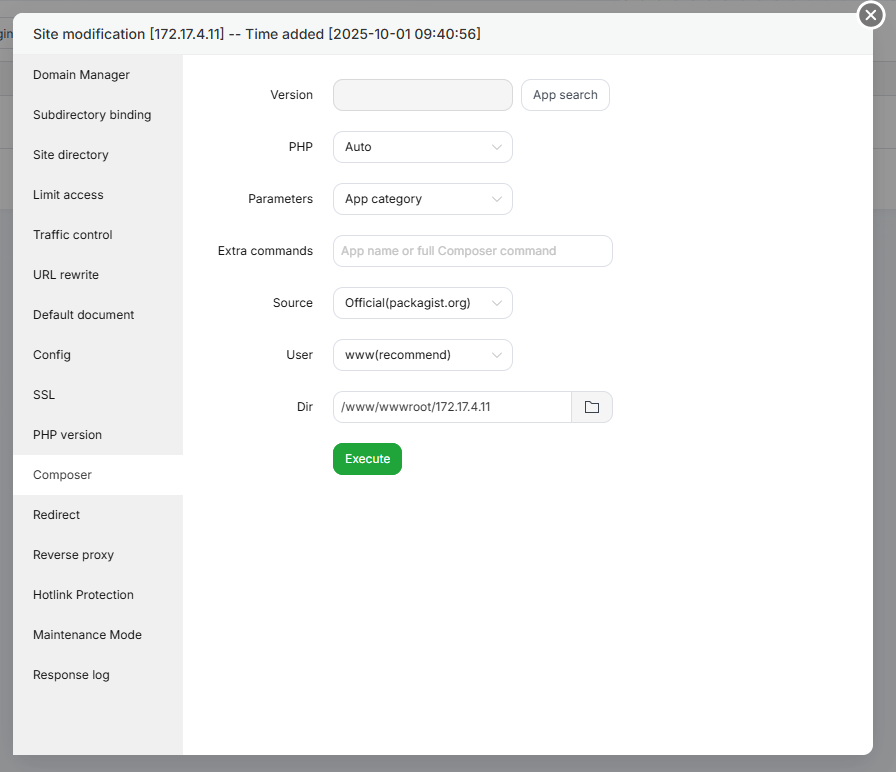 Site modification [172.17.4.11] -- Time added [2025-10-01 09:40:56]
Domain Manager
Subdirectory binding
Site directory
Limit access
Traffic control
URL rewrite
Default document
Config
SSL
PHP version
Composer
Redirect
Reverse proxy
Hotlink Protection
Maintenance Mode
Response log
Version App search
PHP Auto
Parameters App category
Extra commands App name or full Composer command
Source Official(packagist.org)
User www(recommend)
Dir /www/wwwroot/172.17.4.11
Execute